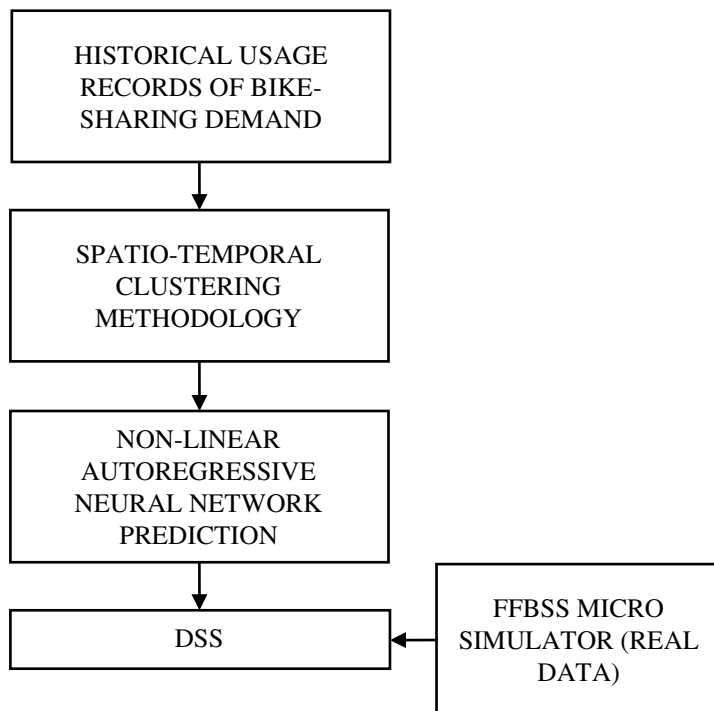 HISTORICAL USAGE
RECORDS OF BIKE-
SHARING DEMAND
SPATIO-TEMPORAL
CLUSTERING
METHODOLOGY
NON-LINEAR
AUTOREGRESSIVE
NEURAL NETWORK
PREDICTION
DSS
FFBSS MICRO
SIMULATOR (REAL
DATA)